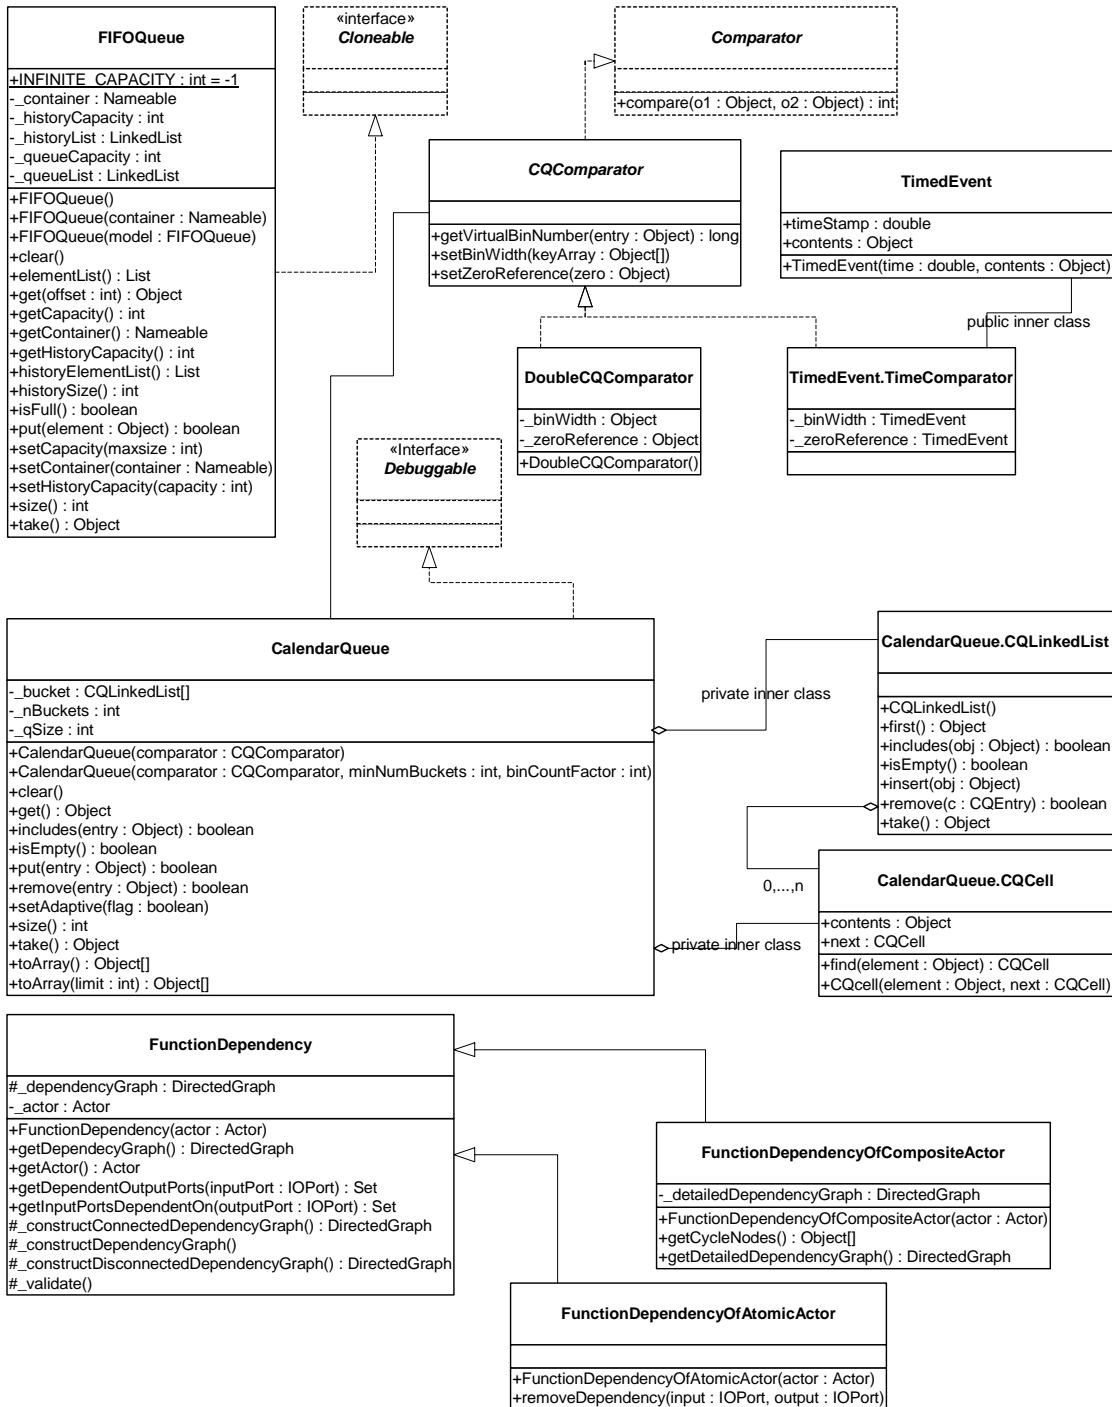 FIFOQueue
+INFINITE_CAPACITY : int = -1
-_container : Nameable
-_historyCapacity : int
-_historyList : LinkedList
-_queueCapacity : int
-_queueList : LinkedList
+FIFOQueue()
+FIFOQueue(container : Nameable)
+FIFOQueue(model : FIFOQueue)
+clear()
+elementList() : List
+get(offset : int) : Object
+getCapacity() : int
+getContainer() : Nameable
+getHistoryCapacity() : int
+historyElementList() : List
+historySize() : int
+isFull() : boolean
+put(element : Object) : boolean
+setCapacity(maxsize : int)
+setContainer(container : Nameable)
+setHistoryCapacity(capacity : int)
+size() : int
+take() : Object
«interface»
Cloneable
Comparator
+compare(o1 : Object, o2 : Object) : int
CQComparator
+getVirtualBinNumber(entry : Object) : long
+setBinWidth(keyArray : Object[])
+setZeroReference(zero : Object)
TimedEvent
+timeStamp : double
+contents : Object
+TimedEvent(time : double, contents : Object)
public inner class
DoubleCQComparator
-_binWidth : Object
-_zeroReference : Object
+DoubleCQComparator()
TimedEvent.TimeComparator
-_binWidth : TimedEvent
-_zeroReference : TimedEvent
«Interface»
Debuggable
CalendarQueue
-_bucket : CQLinkedList[]
-_nBuckets : int
-_qSize : int
+CalendarQueue(comparator : CQComparator)
+CalendarQueue(comparator : CQComparator, minNumBuckets : int, binCountFactor : int)
+clear()
+get() : Object
+includes(entry : Object) : boolean
+isEmpty() : boolean
+put(entry : Object) : boolean
+remove(entry : Object) : boolean
+setAdaptive(flag : boolean)
+size() : int
+take() : Object
+toArray() : Object[]
+toArray(limit : int) : Object[]
private inner class
CalendarQueue.CQLinkedList
+CQLinkedList()
+first() : Object
+includes(obj : Object) : boolean
+isEmpty() : boolean
+insert(obj : Object)
+remove(c : CQEntry) : boolean
+take() : Object
0,...,n
private inner class
CalendarQueue.CQCell
+contents : Object
+next : CQCell
+find(element : Object) : CQCell
+CQcell(element : Object, next : CQCell)
FunctionDependency
#_dependencyGraph : DirectedGraph
-_actor : Actor
+FunctionDependency(actor : Actor)
+getDependecyGraph() : DirectedGraph
+getActor() : Actor
+getDependentOutputPorts(inputPort : IOPort) : Set
+getInputPortsDependentOn(outputPort : IOPort) : Set
#_constructConnectedDependencyGraph() : DirectedGraph
#_constructDependencyGraph()
#_constructDisconnectedDependencyGraph() : DirectedGraph
#_validate()
FunctionDependencyOfCompositeActor
-_detailedDependencyGraph : DirectedGraph
+FunctionDependencyOfCompositeActor(actor : Actor)
+getCycleNodes() : Object[]
+getDetailedDependencyGraph() : DirectedGraph
FunctionDependencyOfAtomicActor
+FunctionDependencyOfAtomicActor(actor : Actor)
+removeDependency(input : IOPort, output : IOPort)